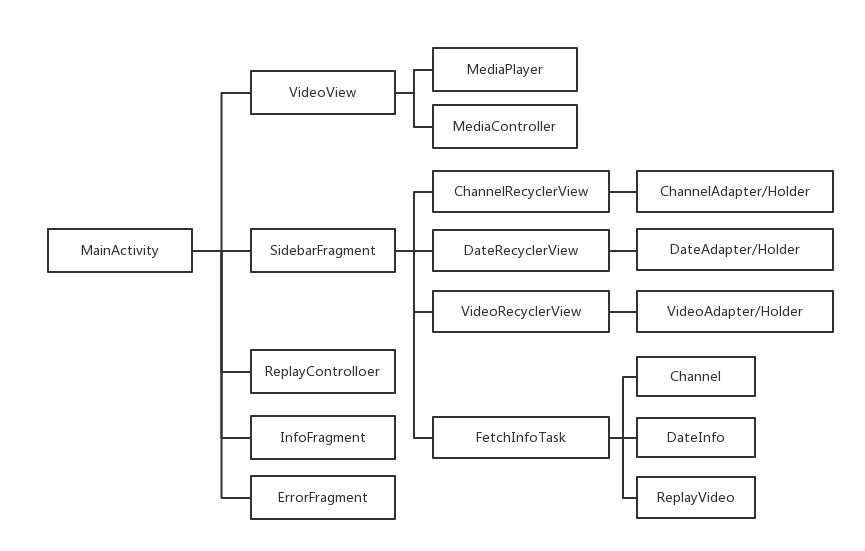 MediaPlayer
VideoView
MediaController
ChannelRecyclerView
ChannelAdapter/Holder
MainActivity
SidebarFragment
DateRecyclerView
DateAdapter/Holder
VideoRecyclerView
VideoAdapter/Holder
ReplayControlloer
Channel
InfoFragment
FetchInfoTask
DateInfo
ErrorFragment
ReplayVideo